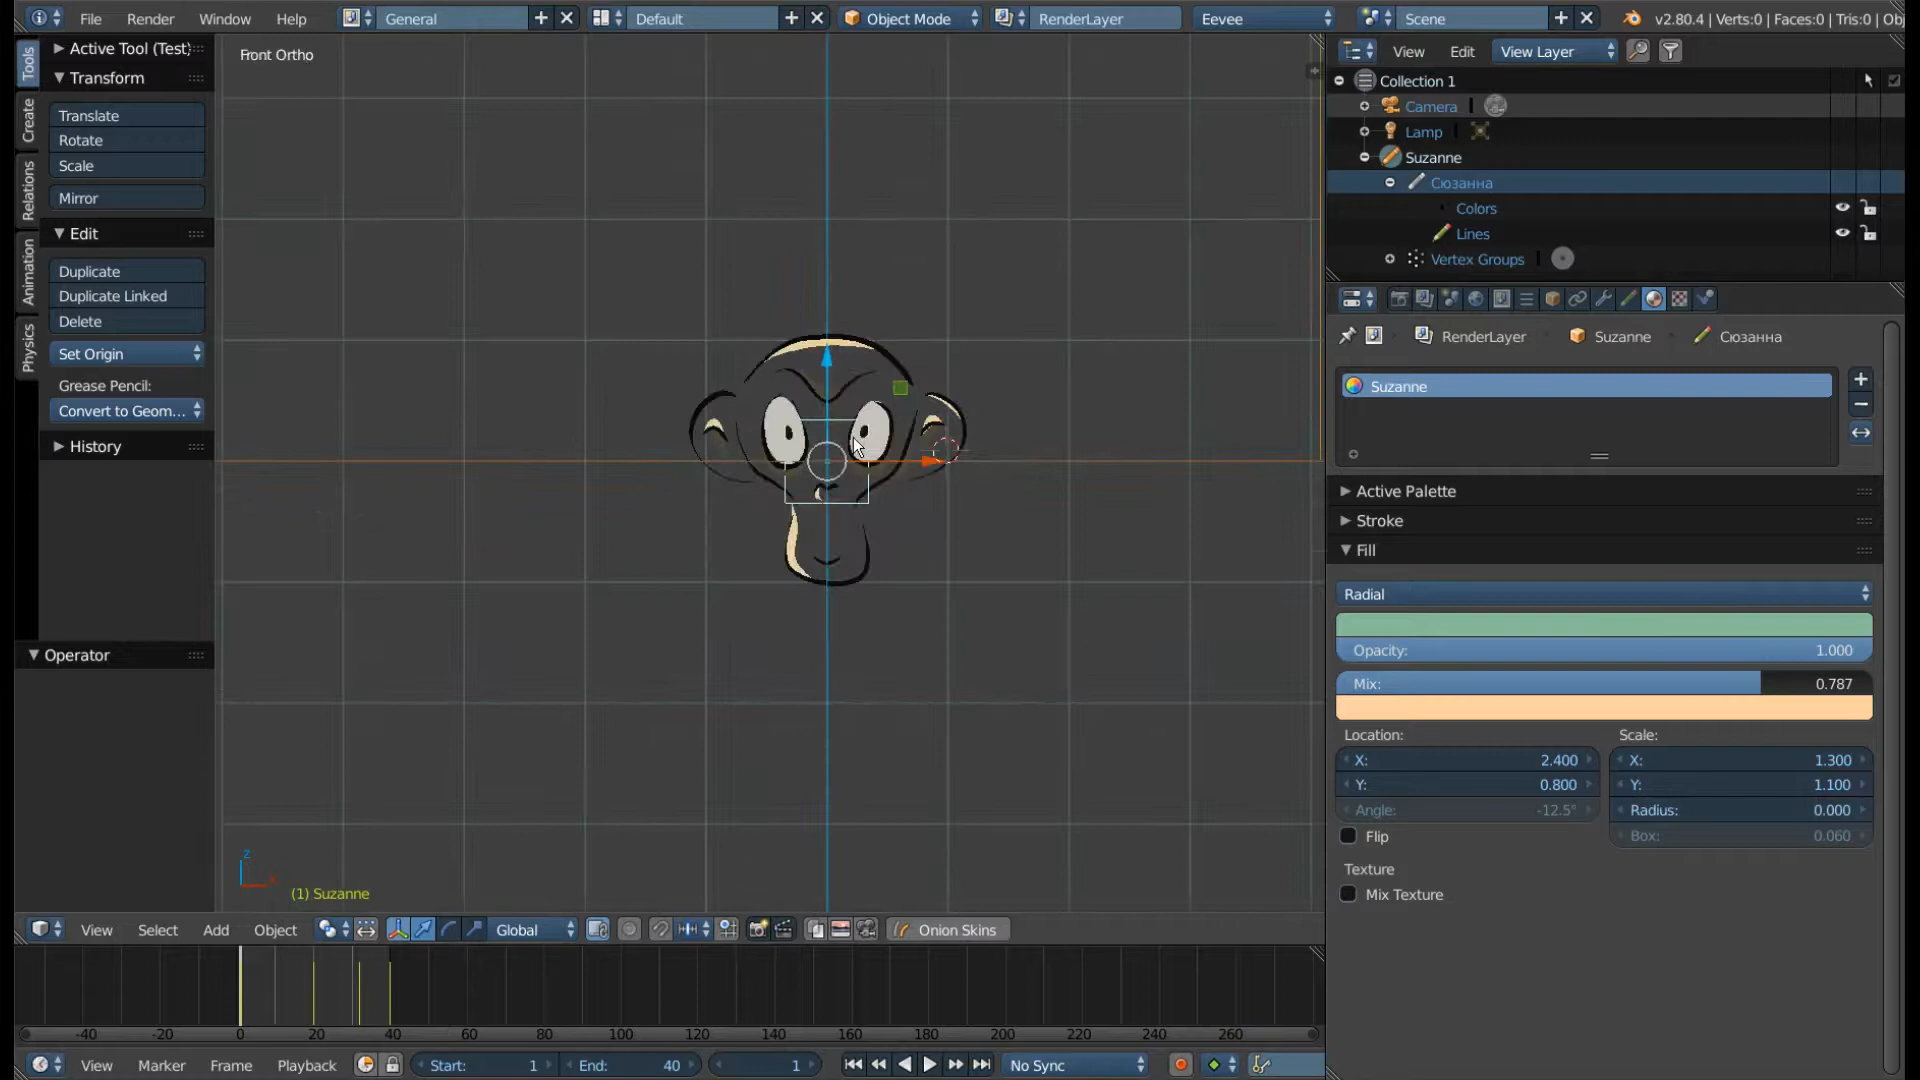 File Render Window Help General Default Object Mode RenderLayer Eevee Scene v2.80.4 | Verts:0 | Faces:0 | Tris:0 | Obj
Tools
Create
Relations
Animation
Physics
Active Tool (Test)
Transform
Translate
Rotate
Scale
Mirror
Edit
Duplicate
Duplicate Linked
Delete
Set Origin
Grease Pencil:
Convert to Geom...
History
Operator
Front Ortho
z
x
(1) Suzanne
View Edit View Layer
Collection 1
Camera
Lamp
Suzanne
Сюзанна
Colors
Lines
Vertex Groups
RenderLayer Suzanne Сюзанна
Suzanne
Active Palette
Stroke
Fill
Radial
Opacity: 1.000
Mix: 0.787
Location: Scale:
X: 2.400 X: 1.300
Y: 0.800 Y: 1.100
Angle: -12.5° Radius: 0.000
Flip Box: 0.060
Texture
Mix Texture
View Select Add Object Global Onion Skins
-40 -20 0 20 40 60 80 100 120 140 160 180 200 220 240 260
View Marker Frame Playback Start: 1 End: 40 1 No Sync